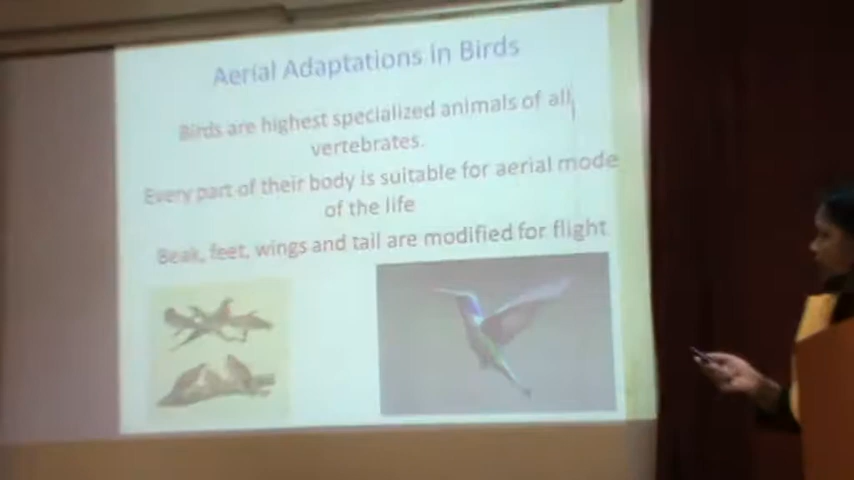 Aerial Adaptations in Birds
Birds are highest specialized animals of all
vertebrates.
Every part of their body is suitable for aerial mode
of the life
Beak, feet, wings and tail are modified for flight